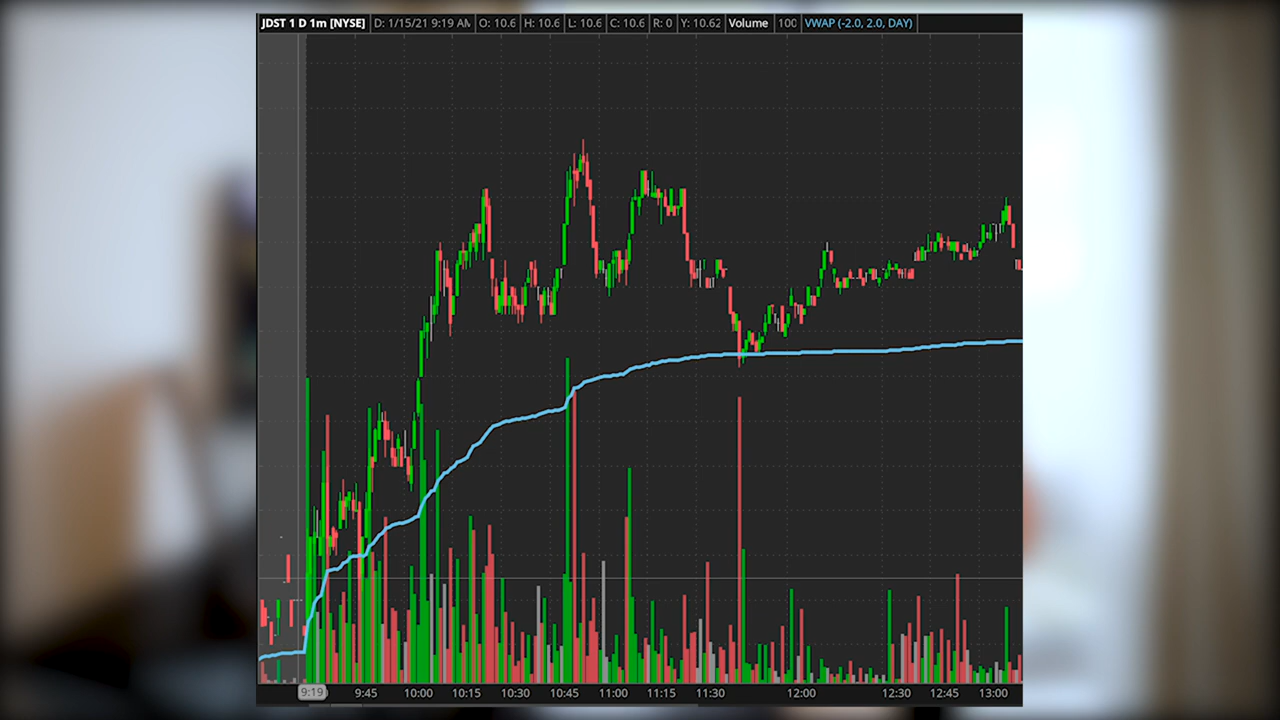 JDST 1 D 1m [NYSE] D: 1/15/21 9:19 AM O: 10.6 H: 10.6 L: 10.6 C: 10.6 R: 0 Y: 10.62 Volume 100 VWAP (-2.0, 2.0, DAY)
9:19 9:45 10:00 10:15 10:30 10:45 11:00 11:15 11:30 12:00 12:30 12:45 13:00